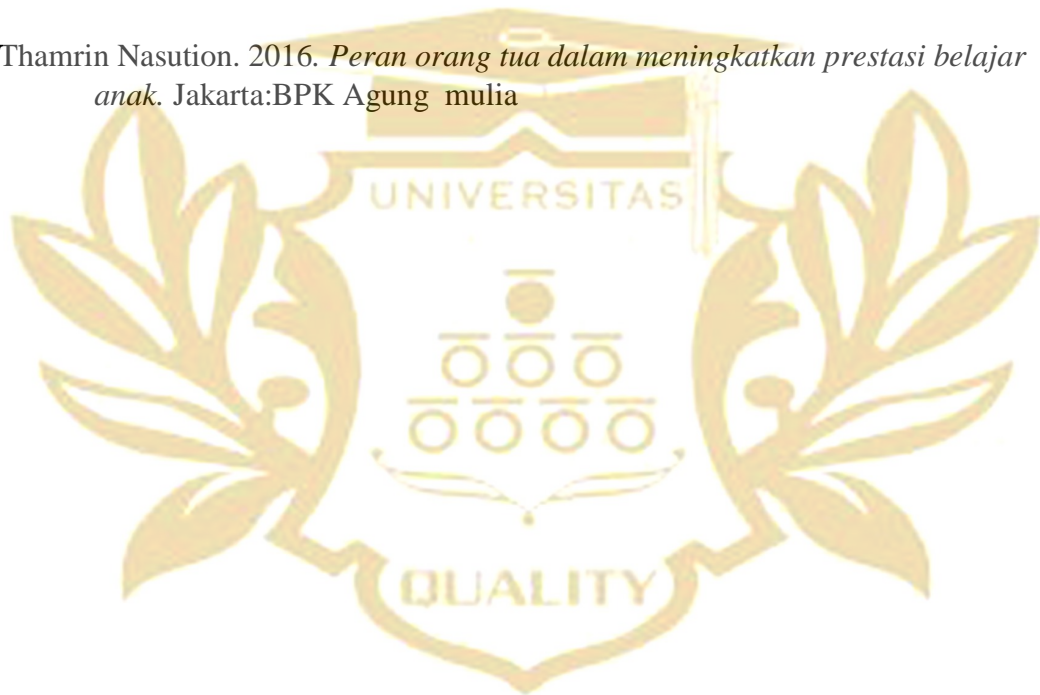 Thamrin Nasution. 2016. Peran orang tua dalam meningkatkan prestasi belajar
anak. Jakarta:BPK Agung  mulia
UNIVERSITAS
QUALITY